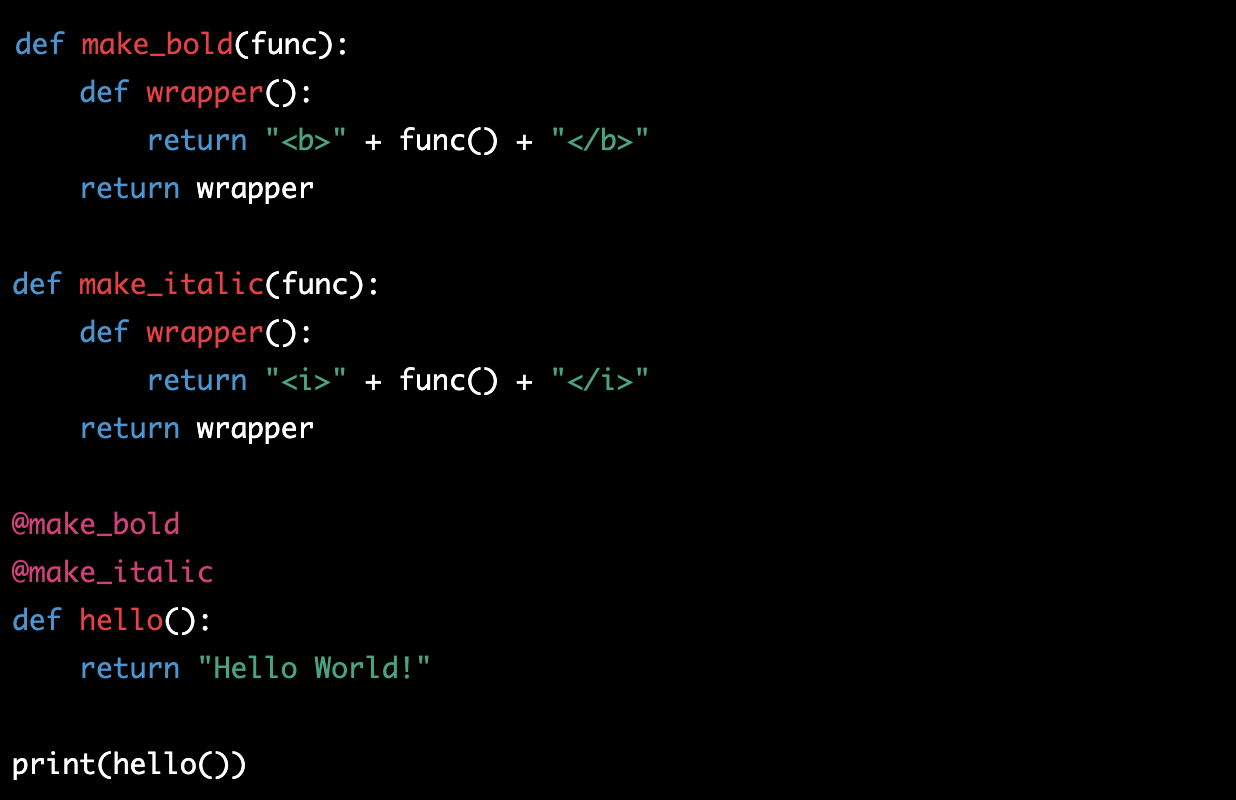 def make_bold(func):
    def wrapper():
        return "<b>" + func() + "</b>"
    return wrapper

def make_italic(func):
    def wrapper():
        return "<i>" + func() + "</i>"
    return wrapper

@make_bold
@make_italic
def hello():
    return "Hello World!"

print(hello())